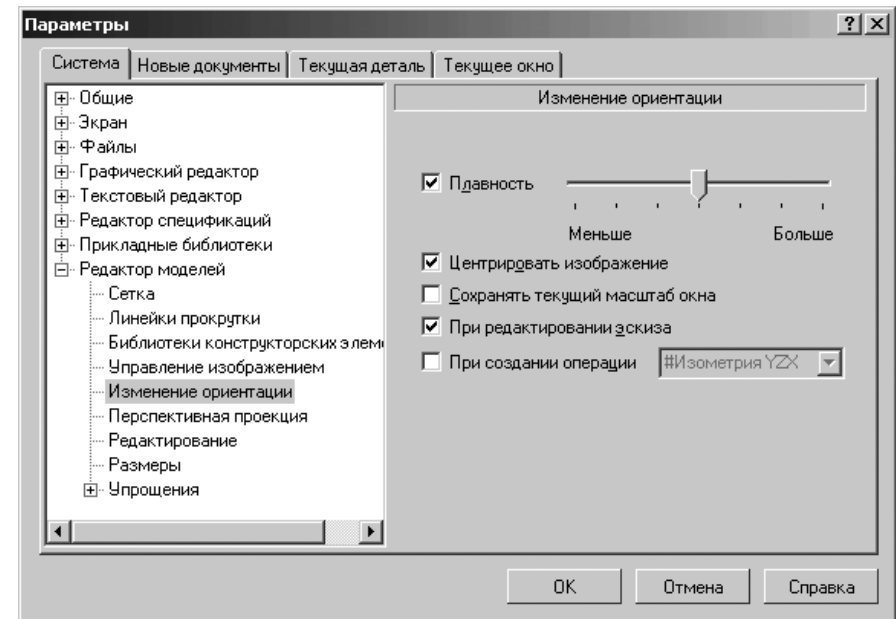 Параметры
Система Новые документы Текущая деталь Текущее окно
Общие
Экран
Файлы
Графический редактор
Текстовый редактор
Редактор спецификаций
Прикладные библиотеки
Редактор моделей
Сетка
Линейки прокрутки
Библиотеки конструкторских элем
Управление изображением
Изменение ориентации
Перспективная проекция
Редактирование
Размеры
Упрощения
Изменение ориентации
Плавность
Меньше Больше
Центрировать изображение
Сохранять текущий масштаб окна
При редактировании эскиза
При создании операции #Изометрия YZX
OK Отмена Справка